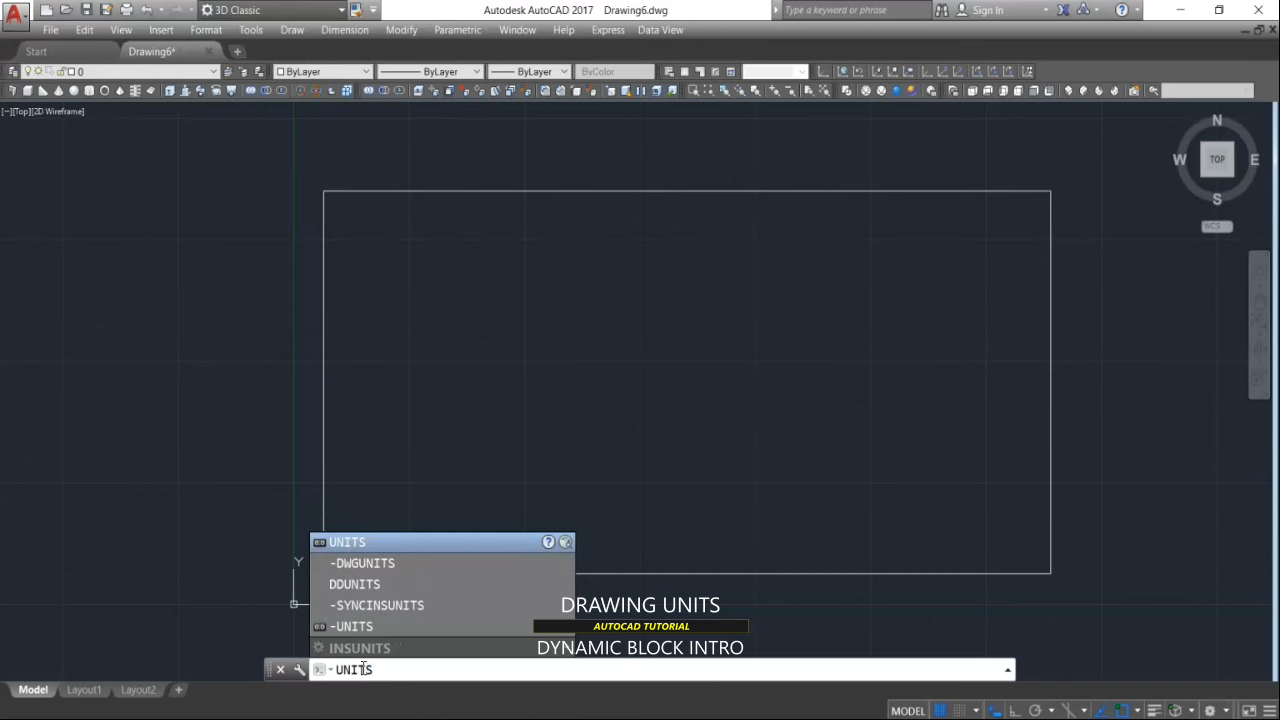 3D Classic
Autodesk AutoCAD 2017 Drawing6.dwg
Type a keyword or phrase
Sign In
File Edit View Insert Format Tools Draw Dimension Modify Parametric Window Help Express Data View
Start Drawing6*
0 ByLayer ByLayer ByLayer ByColor
[−][Top][2D Wireframe]
N
W TOP E
S
WCS
Y
UNITS
-DWGUNITS
DDUNITS
-SYNCINSUNITS
-UNITS
INSUNITS
UNITS
DRAWING UNITS
AUTOCAD TUTORIAL
DYNAMIC BLOCK INTRO
Model Layout1 Layout2 +
MODEL